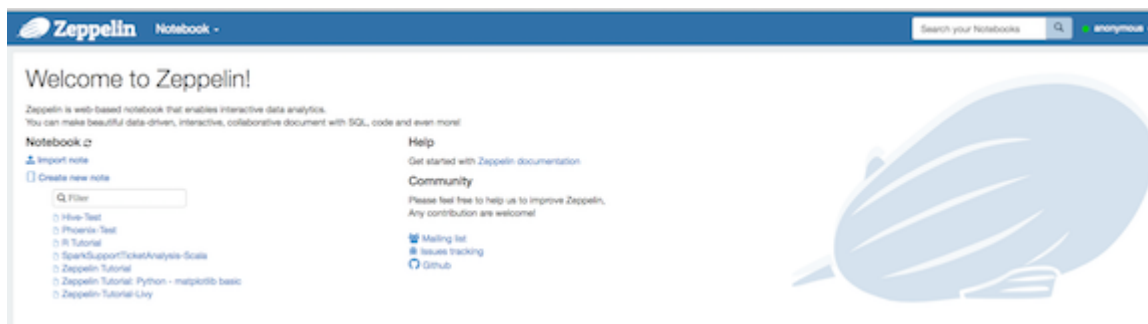 Zeppelin Notebook Search your Notebooks anonymous
Welcome to Zeppelin!
Zeppelin is web-based notebook that enables interactive data analytics.
You can make beautiful data-driven, interactive, collaborative document with SQL, code and even more!
Notebook
Import note
Create new note
Filter
Hive-Test
Phoenix-Test
R Tutorial
SparkSupportTicketAnalysis-Scala
Zeppelin Tutorial
Zeppelin Tutorial: Python - matplotlib basic
Zeppelin-Tutorial-Livy
Help
Get started with Zeppelin documentation
Community
Please feel free to help us to improve Zeppelin,
Any contribution are welcome!
Mailing list
Issues tracking
Github